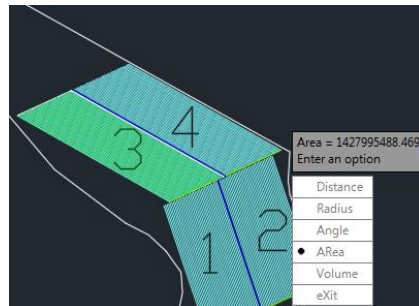 4
3
Area = 1427995488.469
Enter an option
2
1
Distance
Radius
Angle
ARea
Volume
eXit